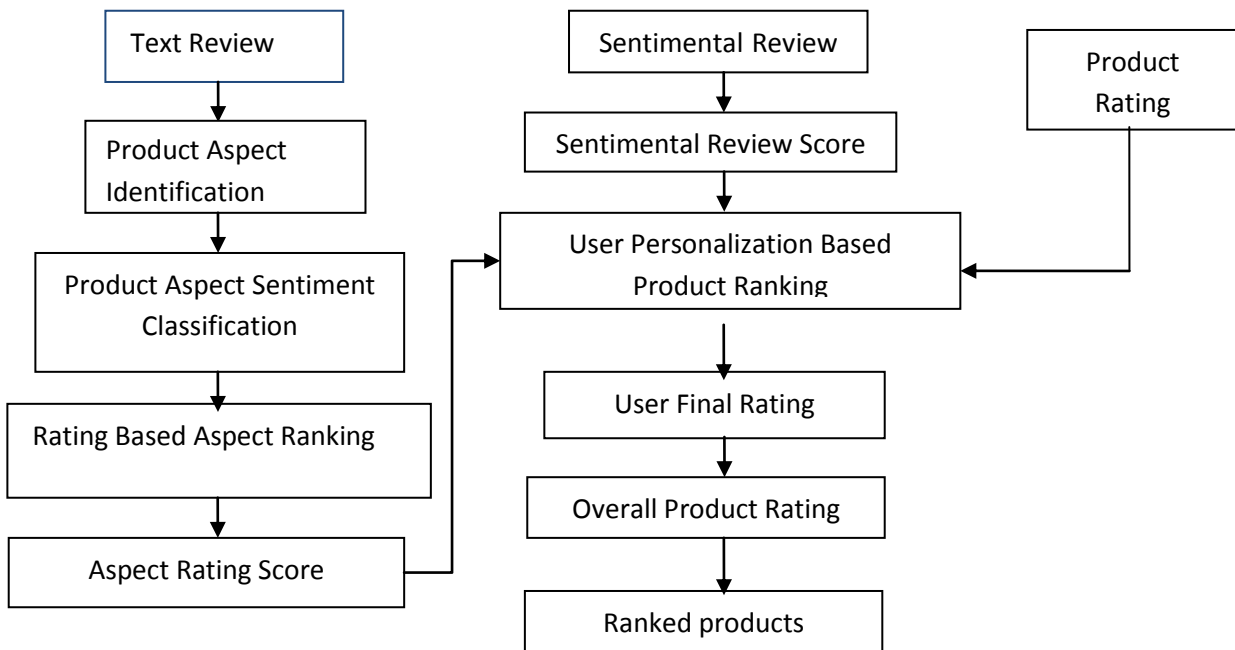 Text Review
Product Aspect
Identification
Product Aspect Sentiment
Classification
Rating Based Aspect Ranking
Aspect Rating Score
Sentimental Review
Sentimental Review Score
User Personalization Based
Product Ranking
User Final Rating
Overall Product Rating
Ranked products
Product
Rating